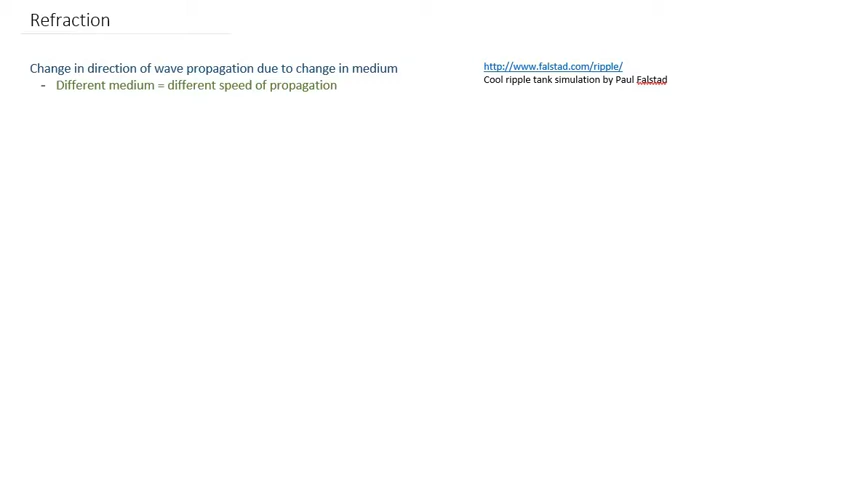 Refraction
Change in direction of wave propagation due to change in medium
- Different medium = different speed of propagation
http://www.falstad.com/ripple/
Cool ripple tank simulation by Paul Falstad